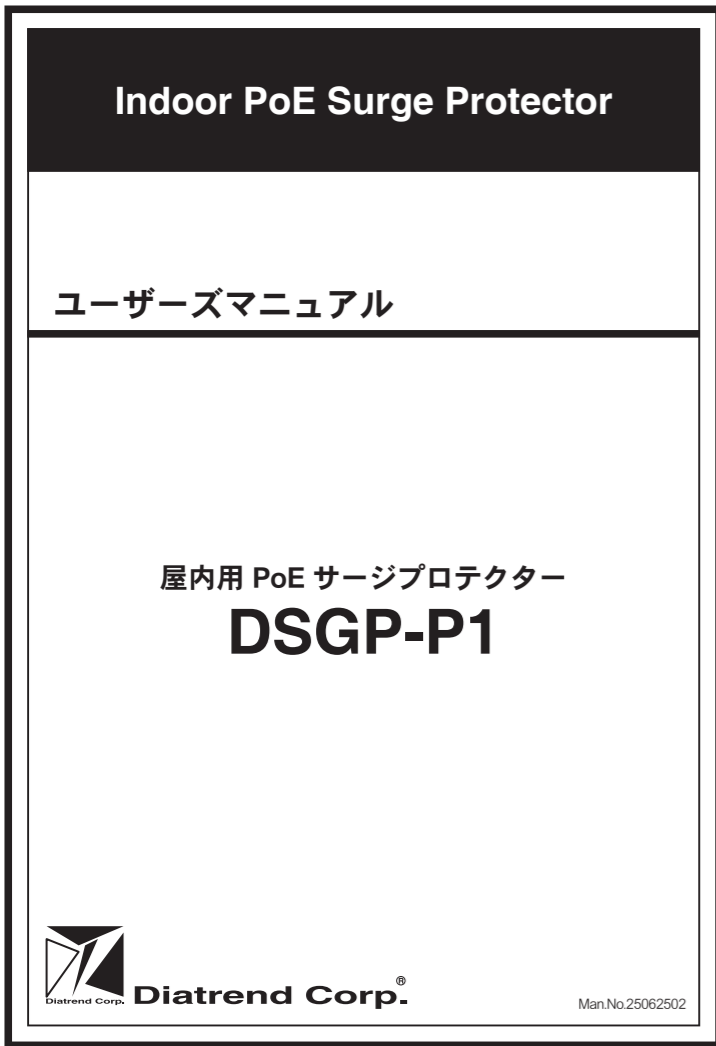 Indoor PoE Surge Protector
ユーザーズマニュアル
屋内用 PoE サージプロテクター
DSGP-P1
Diatrend Corp.
Diatrend Corp.®
Man.No.25062502